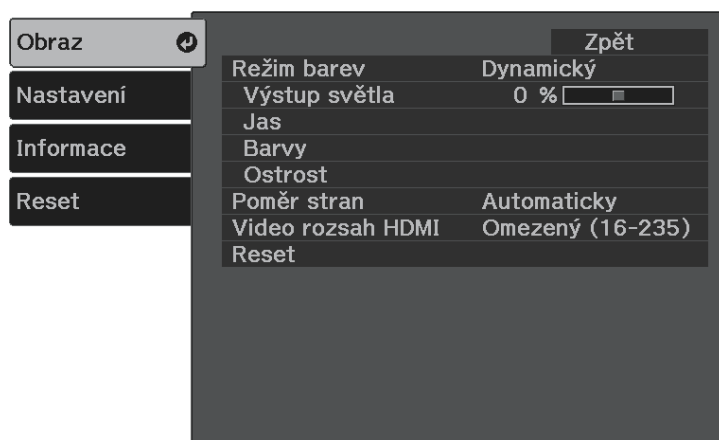 Obraz
Nastavení
Informace
Reset
Zpět
Režim barev Dynamický
Výstup světla 0 %
Jas
Barvy
Ostrost
Poměr stran Automaticky
Video rozsah HDMI Omezený (16-235)
Reset